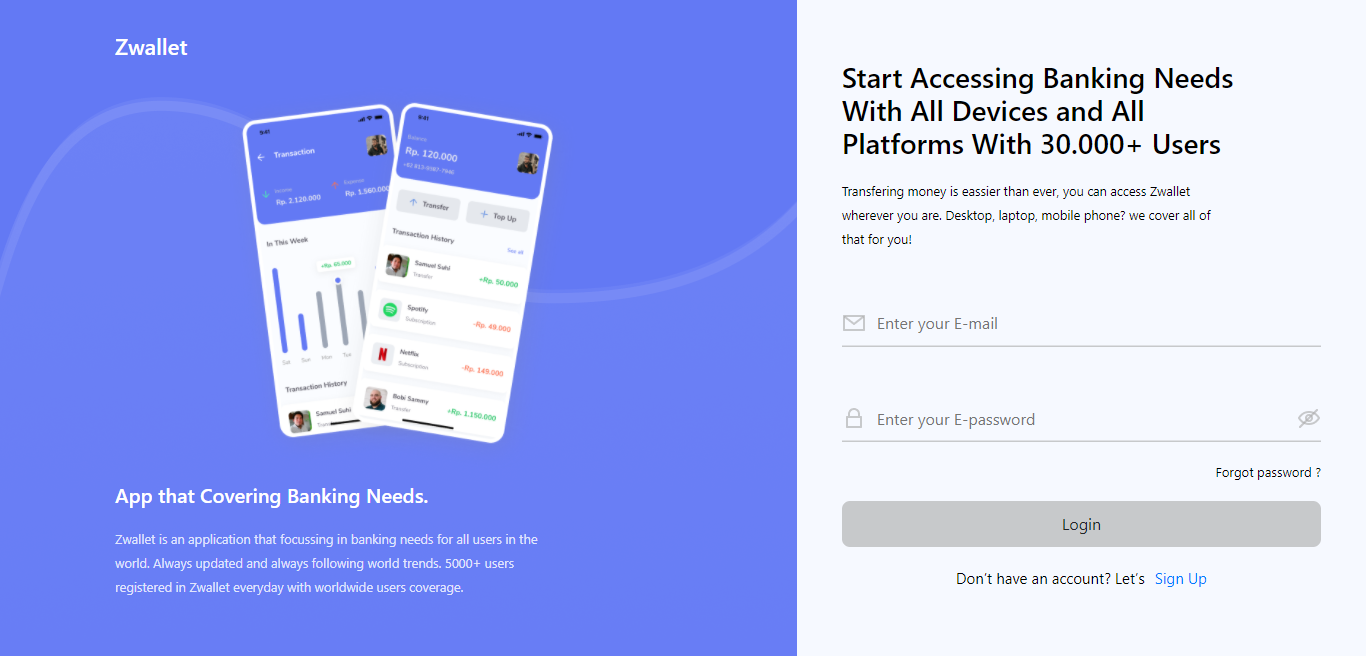 Zwallet
9:41
Transaction
Income
Rp. 2.120.000
Expense
Rp. 1.560.000
In This Week
+Rp. 65.000
Sat Sun Mon Tue
Transaction History
Samuel Suhi
9:41
Balance
Rp. 120.000
Transfer
Top Up
Transaction History
See all
Samuel Suhi
Transfer
+Rp. 50.000
Spotify
Subscription
-Rp. 49.000
Netflix
Subscription
-Rp. 149.000
Bobi Sammy
Transfer
+Rp. 1.150.000
App that Covering Banking Needs.
Zwallet is an application that focussing in banking needs for all users in the
world. Always updated and always following world trends. 5000+ users
registered in Zwallet everyday with worldwide users coverage.
Start Accessing Banking Needs
With All Devices and All
Platforms With 30.000+ Users
Transfering money is eassier than ever, you can access Zwallet
wherever you are. Desktop, laptop, mobile phone? we cover all of
that for you!
Enter your E-mail
Enter your E-password
Forgot password ?
Login
Don't have an account? Let's Sign Up